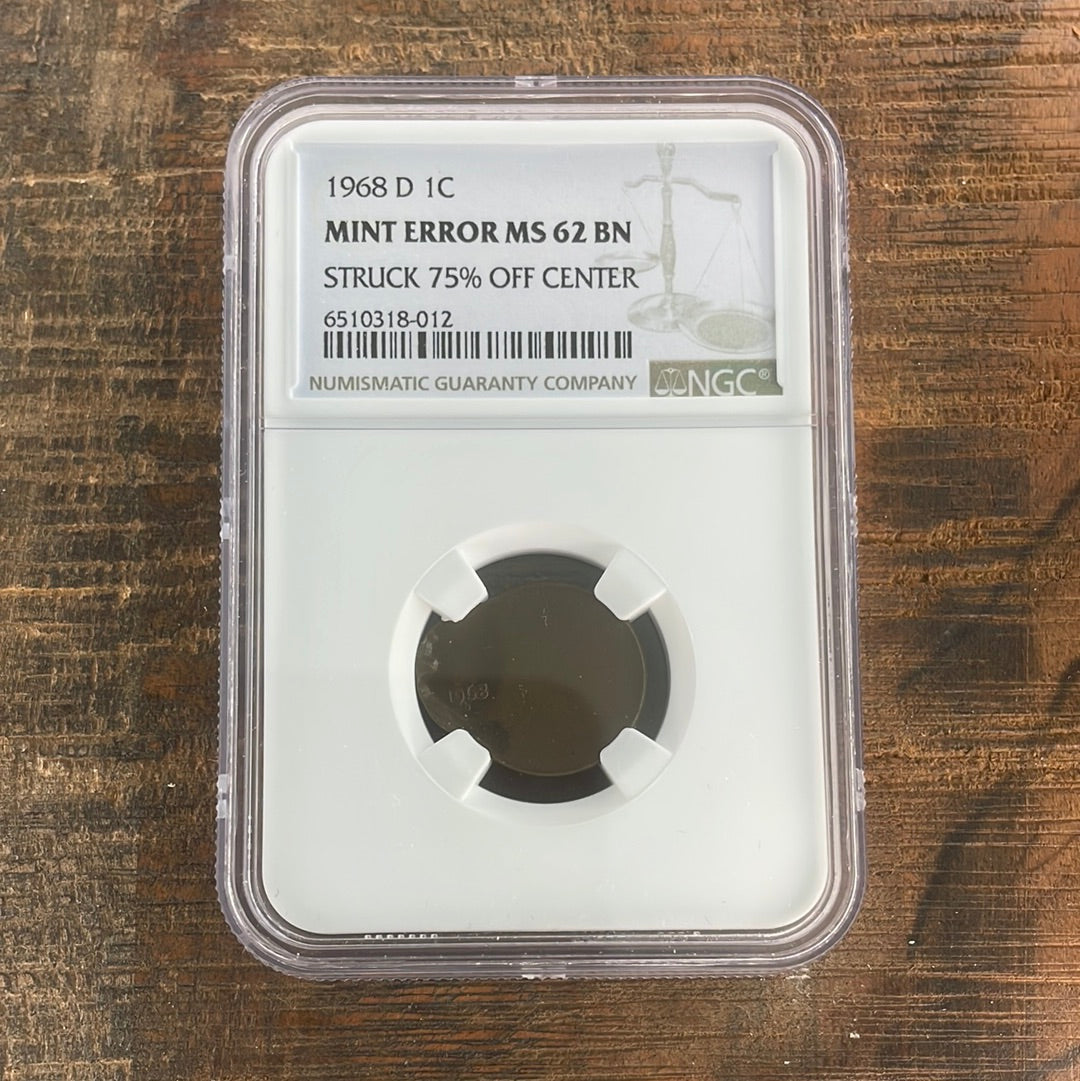 1968 D 1C
MINT ERROR MS 62 BN
STRUCK 75% OFF CENTER
6510318-012
NUMISMATIC GUARANTY COMPANY NGC®
1968